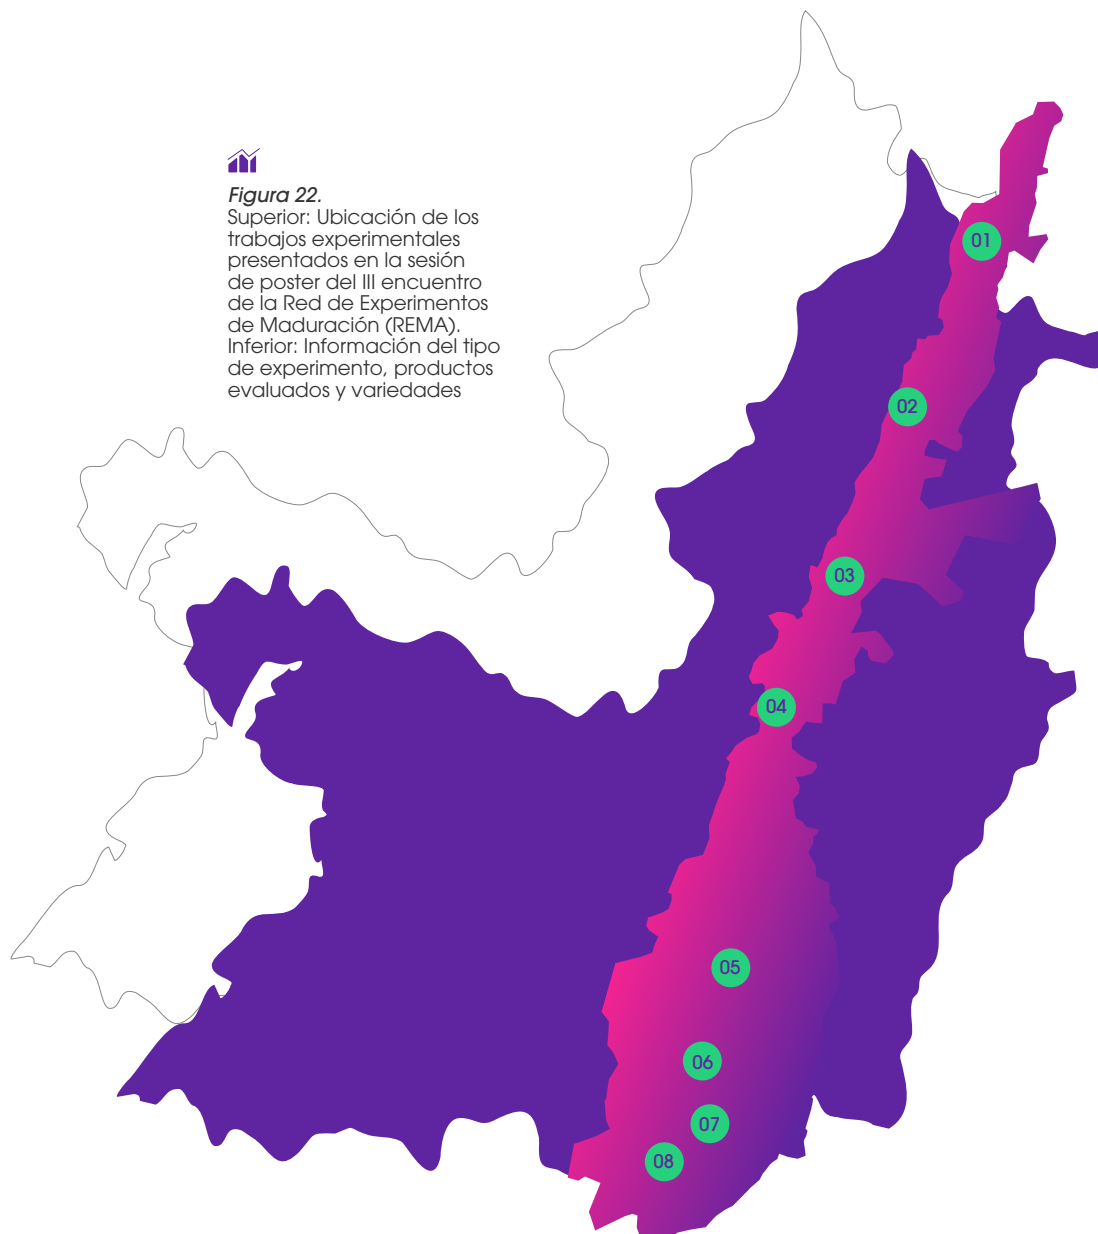 Figura 22.
Superior: Ubicación de los
trabajos experimentales
presentados en la sesión
de poster del III encuentro
de la Red de Experimentos
de Maduración (REMA).
Inferior: Información del tipo
de experimento, productos
evaluados y variedades
01
02
03
04
05
06
07
08